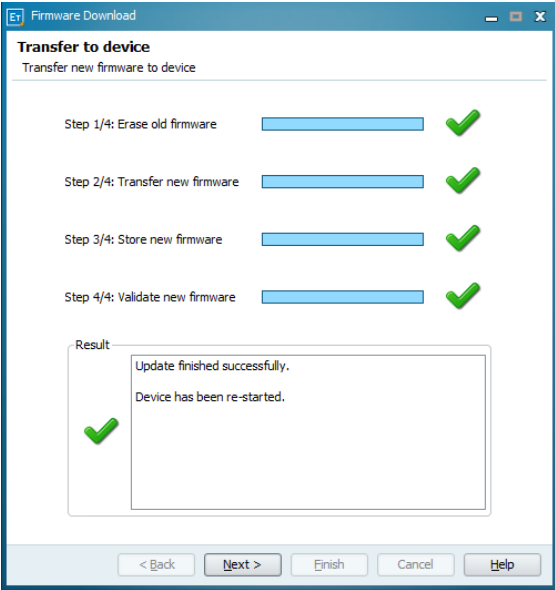 ET Firmware Download
Transfer to device
Transfer new firmware to device
Step 1/4: Erase old firmware
Step 2/4: Transfer new firmware
Step 3/4: Store new firmware
Step 4/4: Validate new firmware
Result
Update finished successfully.
Device has been re-started.
< Back Next > Finish Cancel Help